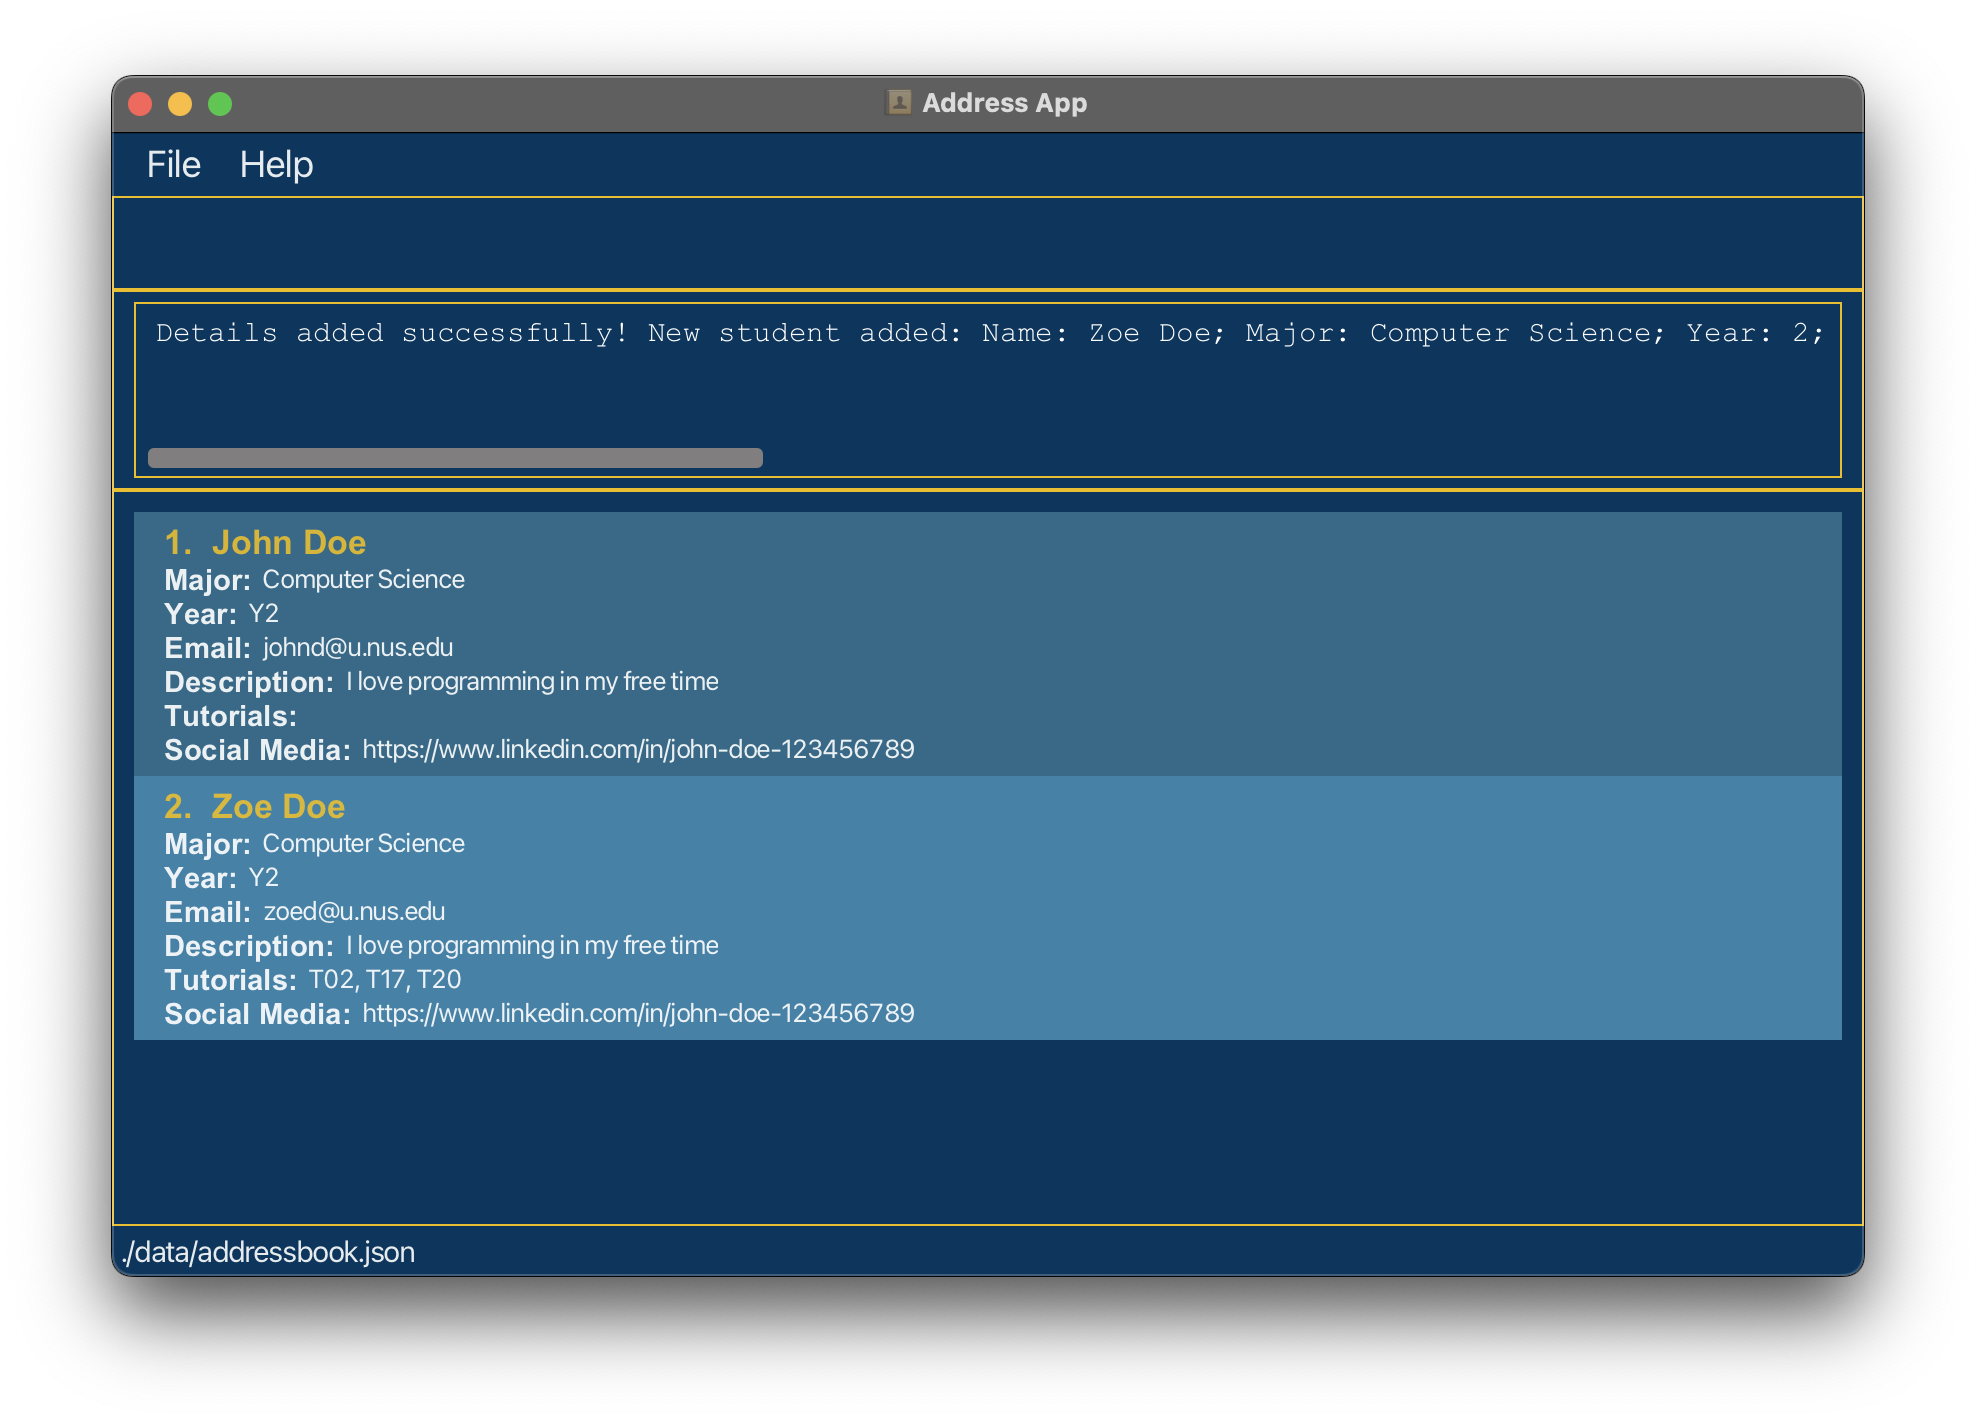 Address App
File Help
Details added successfully! New student added: Name: Zoe Doe; Major: Computer Science; Year: 2;
1. John Doe
Major: Computer Science
Year: Y2
Email: johnd@u.nus.edu
Description: I love programming in my free time
Tutorials:
Social Media: https://www.linkedin.com/in/john-doe-123456789
2. Zoe Doe
Major: Computer Science
Year: Y2
Email: zoed@u.nus.edu
Description: I love programming in my free time
Tutorials: T02, T17, T20
Social Media: https://www.linkedin.com/in/john-doe-123456789
./data/addressbook.json